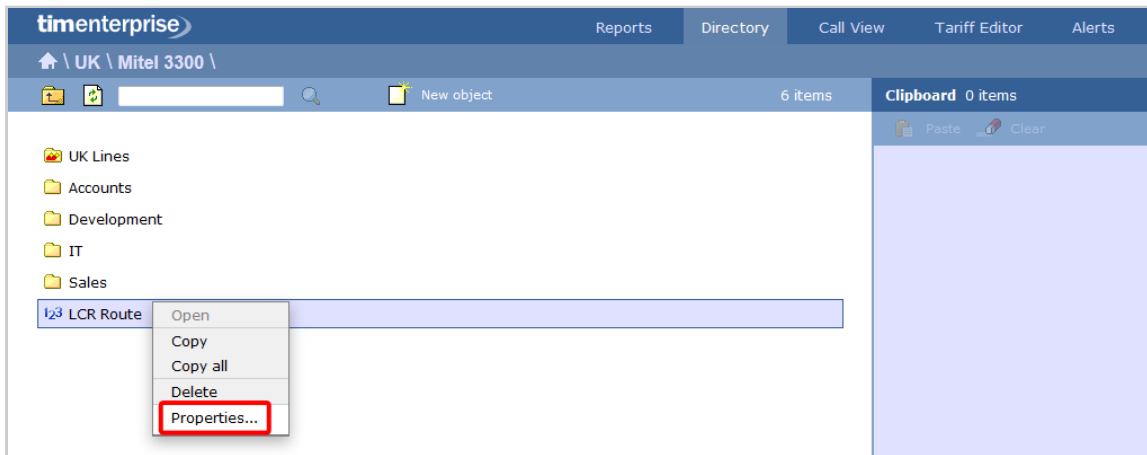 timenterprise
Reports Directory Call View Tariff Editor Alerts
\ UK \ Mitel 3300 \
New object 6 items Clipboard 0 items
Paste Clear
UK Lines
Accounts
Development
IT
Sales
123 LCR Route
Open
Copy
Copy all
Delete
Properties...